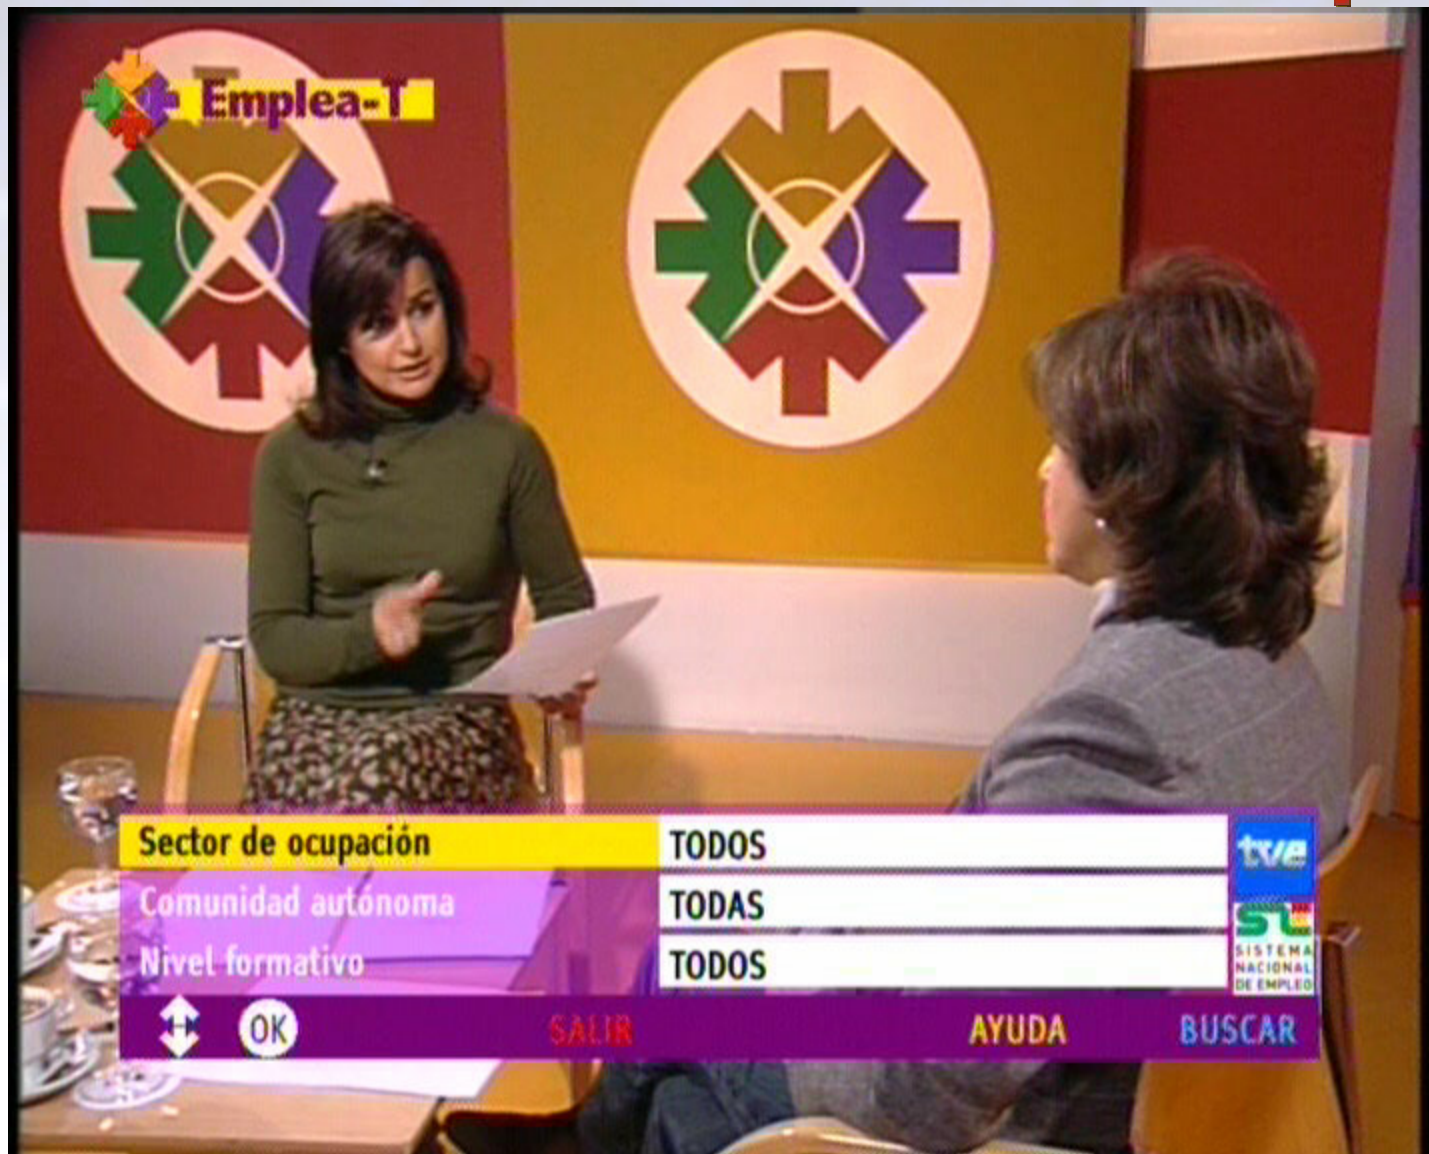 Emplea-T
Sector de ocupación TODOS
Comunidad autónoma TODAS
Nivel formativo TODOS
OK SALIR AYUDA BUSCAR
tve
SISTEMA
NACIONAL
DE EMPLEO